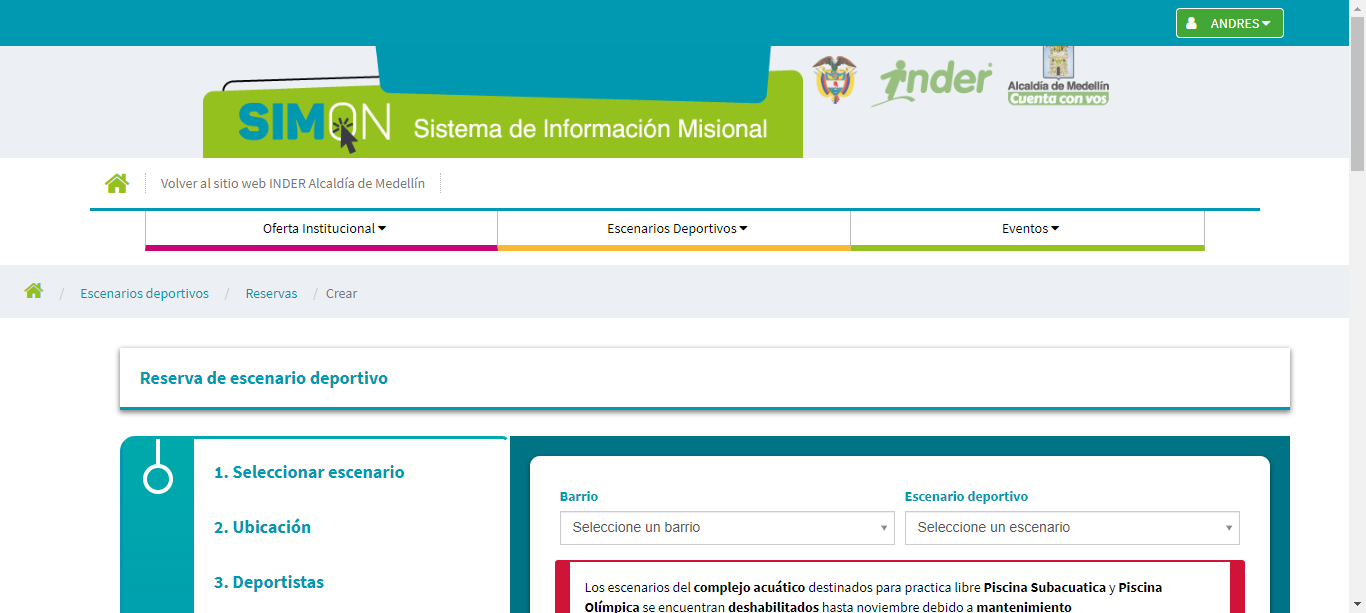 ANDRES
SIMON Sistema de Información Misional
inder
Alcaldía de Medellín
Cuenta con vos
Volver al sitio web INDER Alcaldía de Medellín
Oferta Institucional
Escenarios Deportivos
Eventos
/ Escenarios deportivos / Reservas / Crear
Reserva de escenario deportivo
1. Seleccionar escenario
2. Ubicación
3. Deportistas
Barrio
Seleccione un barrio
Escenario deportivo
Seleccione un escenario
Los escenarios del complejo acuático destinados para practica libre Piscina Subacuatica y Piscina
Olímpica se encuentran deshabilitados hasta noviembre debido a mantenimiento